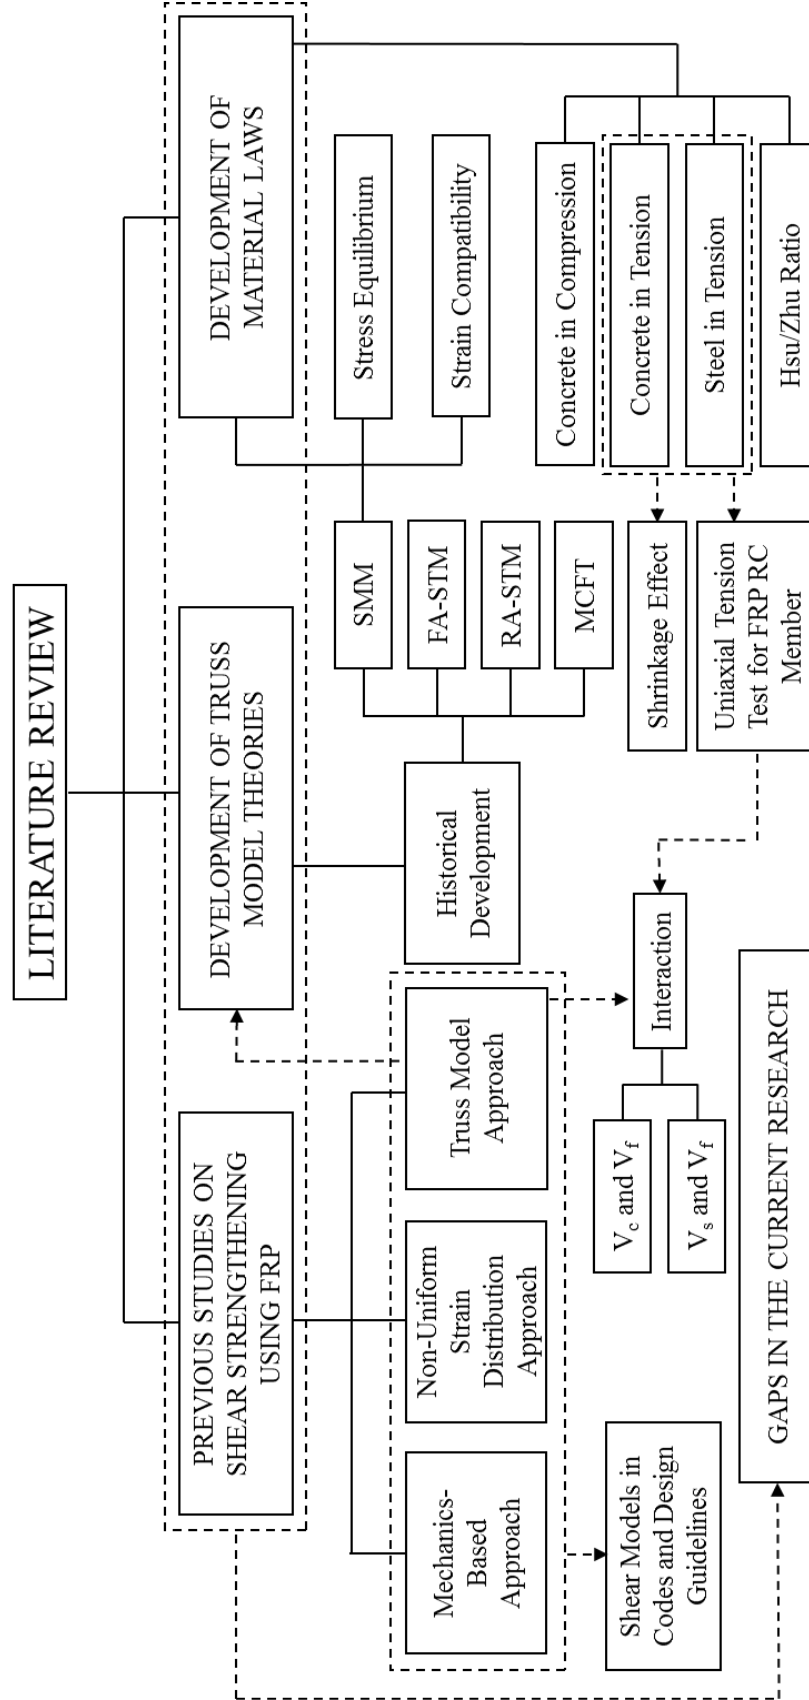 LITERATURE REVIEW
PREVIOUS STUDIES ON
SHEAR STRENGTHENING
USING FRP
DEVELOPMENT OF TRUSS
MODEL THEORIES
DEVELOPMENT OF
MATERIAL LAWS
Mechanics-
Based
Approach
Non-Uniform
Strain
Distribution
Approach
Truss Model
Approach
Historical
Development
SMM
FA-STM
RA-STM
MCFT
Stress Equilibrium
Strain Compatibility
Concrete in Compression
Concrete in Tension
Steel in Tension
Hsu/Zhu Ratio
Shrinkage Effect
Uniaxial Tension
Test for FRP RC
Member
Interaction
Vc and Vf
Vs and Vf
Shear Models in
Codes and Design
Guidelines
GAPS IN THE CURRENT RESEARCH